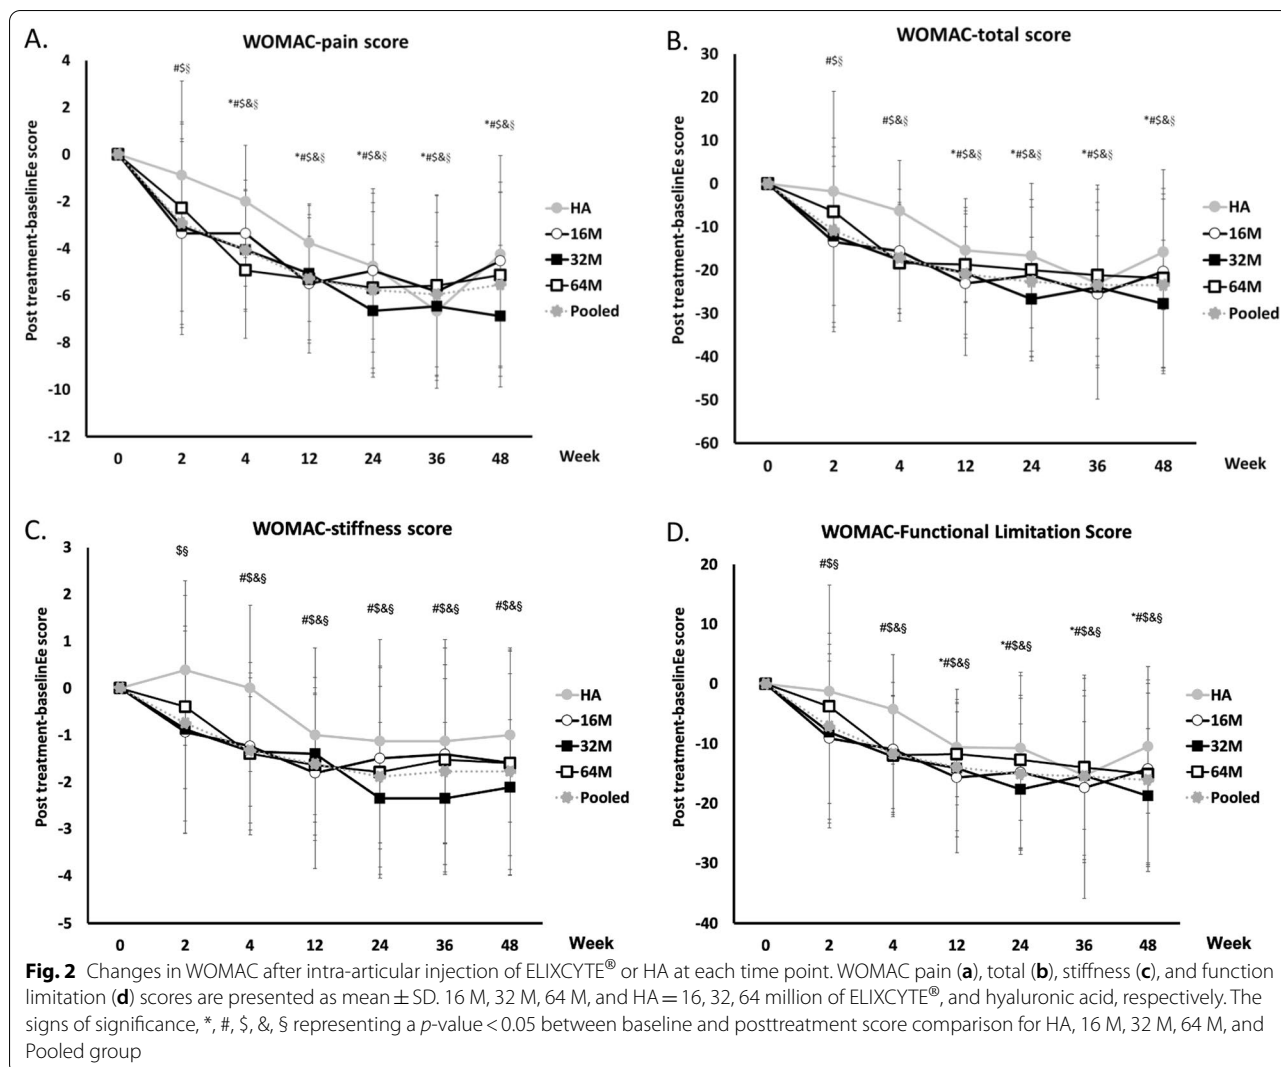 A.
WOMAC-pain score
4
2
0
-2
-4
-6
-8
-10
-12
Post treatment-baselinEe score
#$§
*#$&§
*#$&§
*#$&§
*#$&§
*#$&§
HA
16M
32M
64M
Pooled
0 2 4 12 24 36 48 Week
B.
WOMAC-total score
30
20
10
0
-10
-20
-30
-40
-50
-60
Post treatment-baselinEe score
#$§
#$&§
*#$&§
*#$&§
*#$&§
*#$&§
HA
16M
32M
64M
Pooled
0 2 4 12 24 36 48 Week
C.
WOMAC-stiffness score
3
2
1
0
-1
-2
-3
-4
-5
Post treatment-baselinEe score
$§
#$&§
#$&§
#$&§
#$&§
#$&§
HA
16M
32M
64M
Pooled
0 2 4 12 24 36 48 Week
D.
WOMAC-Functional Limitation Score
20
10
0
-10
-20
-30
-40
Post treatment-baselinEe score
#$§
#$&§
*#$&§
*#$&§
*#$&§
*#$&§
HA
16M
32M
64M
Pooled
0 2 4 12 24 36 48 Week
Fig. 2 Changes in WOMAC after intra-articular injection of ELIXCYTE® or HA at each time point. WOMAC pain (a), total (b), stiffness (c), and function
limitation (d) scores are presented as mean ± SD. 16 M, 32 M, 64 M, and HA = 16, 32, 64 million of ELIXCYTE®, and hyaluronic acid, respectively. The
signs of significance, *, #, $, &, § representing a p-value < 0.05 between baseline and posttreatment score comparison for HA, 16 M, 32 M, 64 M, and
Pooled group